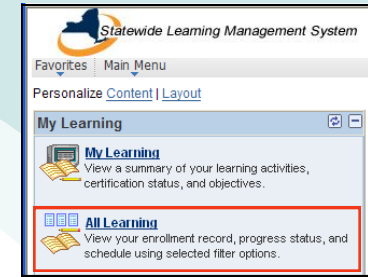 Statewide Learning Management System
Favorites Main Menu
Personalize Content | Layout
My Learning
My Learning
View a summary of your learning activities,
certification status, and objectives.
All Learning
View your enrollment record, progress status, and
schedule using selected filter options.